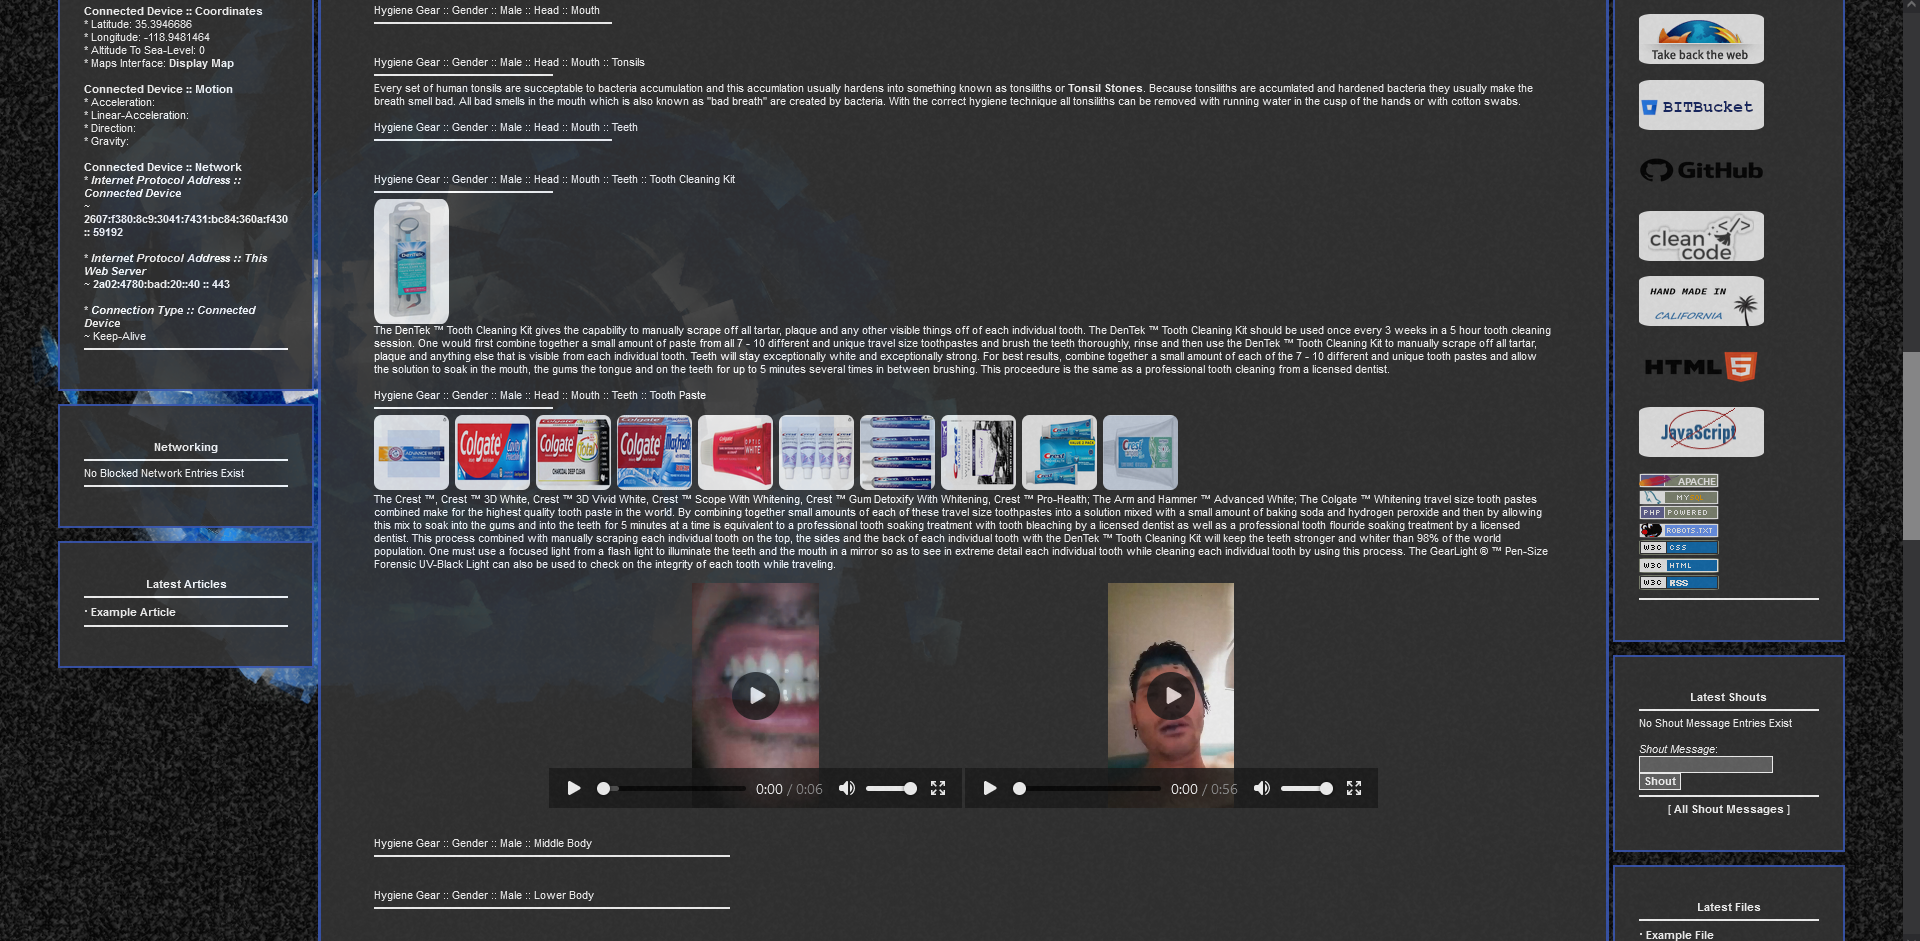 Connected Device :: Coordinates
* Latitude: 35.3946686
* Longitude: -118.9481464
* Altitude To Sea-Level: 0
* Maps Interface: Display Map
Connected Device :: Motion
* Acceleration:
* Linear-Acceleration:
* Direction:
* Gravity:
Connected Device :: Network
* Internet Protocol Address ::
Connected Device
~
2607:f380:8c9:3041:7431:bc84:360a:f430
:: 59192
* Internet Protocol Address :: This
Web Server
~ 2a02:4780:bad:20::40 :: 443
* Connection Type :: Connected
Device
~ Keep-Alive
Networking
No Blocked Network Entries Exist
Latest Articles
· Example Article
Hygiene Gear :: Gender :: Male :: Head :: Mouth
Hygiene Gear :: Gender :: Male :: Head :: Mouth :: Tonsils
Every set of human tonsils are succeptable to bacteria accumulation and this accumlation usually hardens into something known as tonsiliths or Tonsil Stones. Because tonsiliths are accumlated and hardened bacteria they usually make the
breath smell bad. All bad smells in the mouth which is also known as "bad breath" are created by bacteria. With the correct hygiene technique all tonsiliths can be removed with running water in the cusp of the hands or with cotton swabs.
Hygiene Gear :: Gender :: Male :: Head :: Mouth :: Teeth
Hygiene Gear :: Gender :: Male :: Head :: Mouth :: Teeth :: Tooth Cleaning Kit
DenTek
The DenTek ™ Tooth Cleaning Kit gives the capability to manually scrape off all tartar, plaque and any other visible things off of each individual tooth. The DenTek ™ Tooth Cleaning Kit should be used once every 3 weeks in a 5 hour tooth cleaning
session. One would first combine together a small amount of paste from all 7 - 10 different and unique travel size toothpastes and brush the teeth thoroughly, rinse and then use the DenTek ™ Tooth Cleaning Kit to manually scrape off all tartar,
plaque and anything else that is visible from each individual tooth. Teeth will stay exceptionally white and exceptionally strong. For best results, combine together a small amount of each of the 7 - 10 different and unique tooth pastes and allow
the solution to soak in the mouth, the gums the tongue and on the teeth for up to 5 minutes several times in between brushing. This proceedure is the same as a professional tooth cleaning from a licensed dentist.
Hygiene Gear :: Gender :: Male :: Head :: Mouth :: Teeth :: Tooth Paste
ADVANCE WHITE
Colgate
Colgate
Total
CHARCOAL DEEP CLEAN
Colgate
MaxFresh
Colgate
OPTIC
WHITE
Crest
VALUE 2 PACK
Crest
The Crest ™, Crest ™ 3D White, Crest ™ 3D Vivid White, Crest ™ Scope With Whitening, Crest ™ Gum Detoxify With Whitening, Crest ™ Pro-Health; The Arm and Hammer ™ Advanced White; The Colgate ™ Whitening travel size tooth pastes
combined make for the highest quality tooth paste in the world. By combining together small amounts of each of these travel size toothpastes into a solution mixed with a small amount of baking soda and hydrogen peroxide and then by allowing
this mix to soak into the gums and into the teeth for 5 minutes at a time is equivalent to a professional tooth soaking treatment with tooth bleaching by a licensed dentist as well as a professional tooth flouride soaking treatment by a licensed
dentist. This process combined with manually scraping each individual tooth on the top, the sides and the back of each individual tooth with the DenTek ™ Tooth Cleaning Kit will keep the teeth stronger and whiter than 98% of the world
population. One must use a focused light from a flash light to illuminate the teeth and the mouth in a mirror so as to see in extreme detail each individual tooth while cleaning each individual tooth by using this process. The GearLight ® ™ Pen-Size
Forensic UV-Black Light can also be used to check on the integrity of each tooth while traveling.
0:00 / 0:06
0:00 / 0:56
Hygiene Gear :: Gender :: Male :: Middle Body
Hygiene Gear :: Gender :: Male :: Lower Body
Take back the web
BITBucket
GitHub
clean
code
</>
HAND MADE IN
CALIFORNIA
HTML 5
JavaScript
APACHE
MYSQL
PHP POWERED
ROBOTS.TXT
W3C CSS
W3C HTML
W3C RSS
Latest Shouts
No Shout Message Entries Exist
Shout Message:
Shout
[ All Shout Messages ]
Latest Files
· Example File